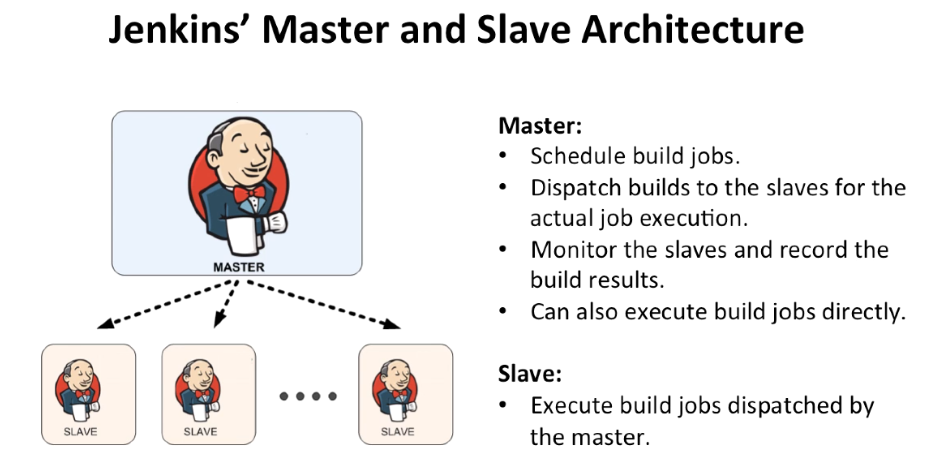 Jenkins’ Master and Slave Architecture
MASTER
SLAVE
SLAVE
SLAVE
Master:
• Schedule build jobs.
• Dispatch builds to the slaves for the
actual job execution.
• Monitor the slaves and record the
build results.
• Can also execute build jobs directly.
Slave:
• Execute build jobs dispatched by
the master.